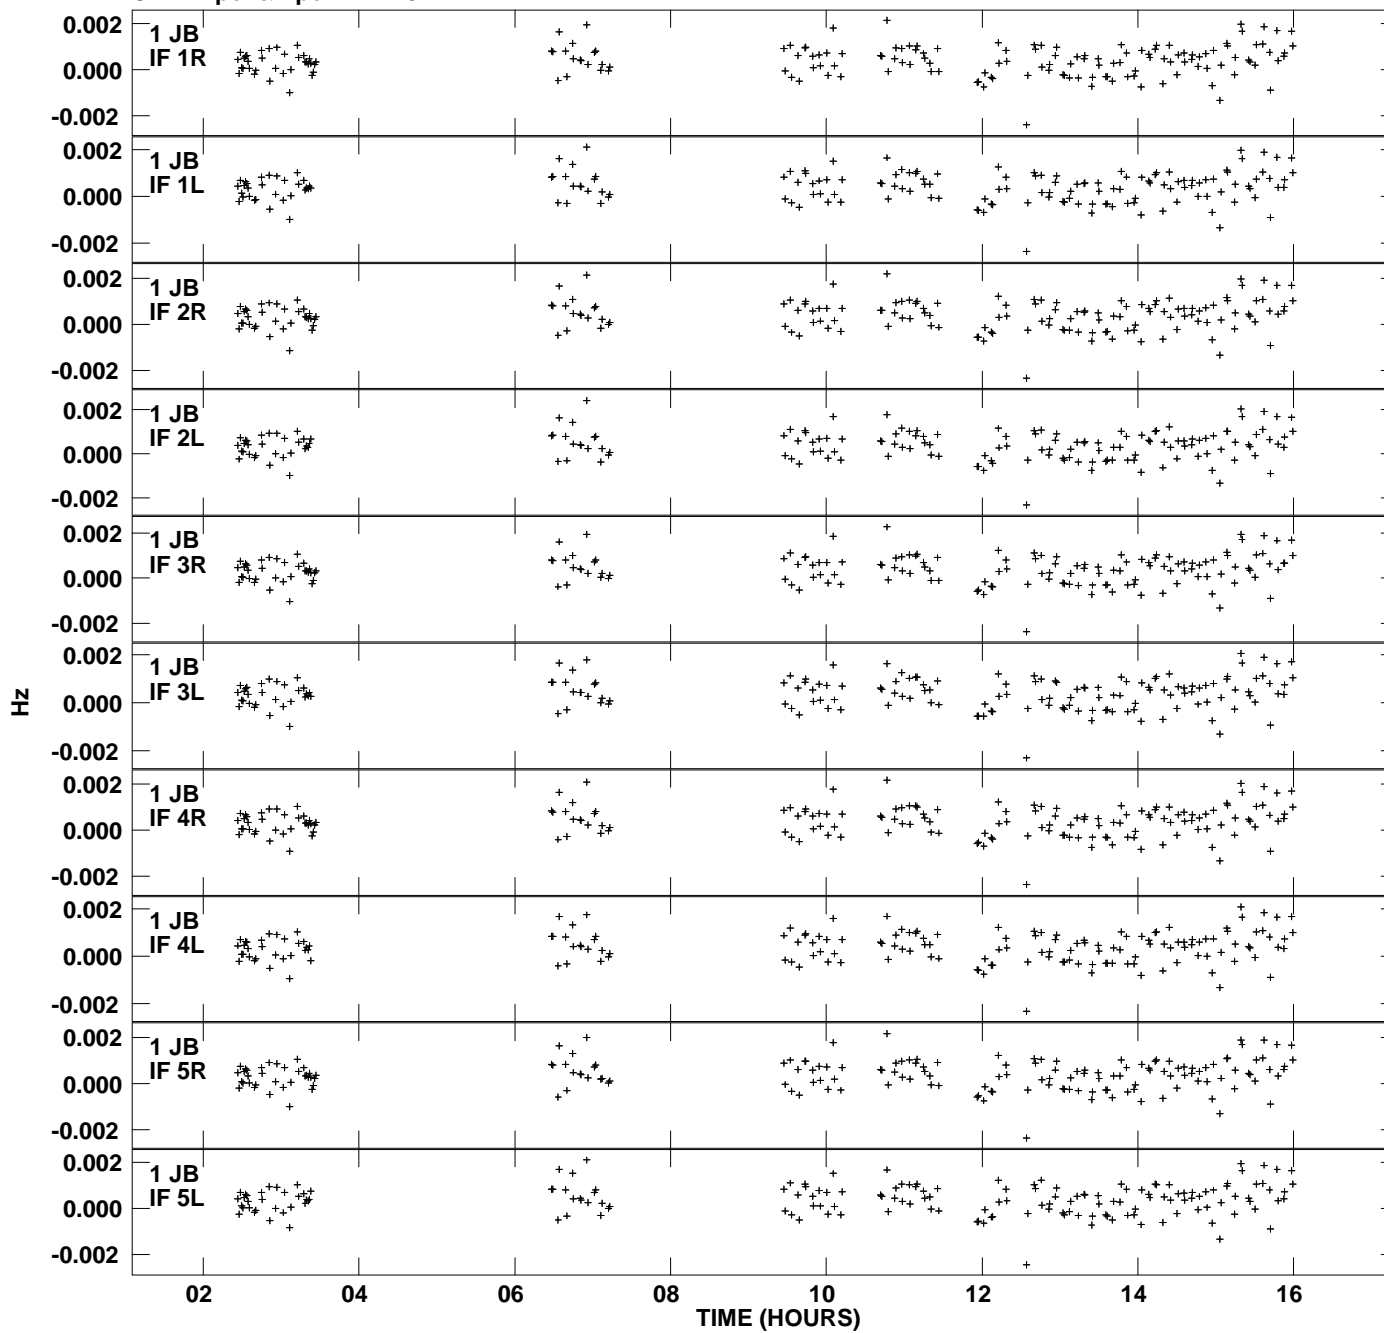 0.002
1 JB
IF 1R
0.000
-0.002
0.002
1 JB
IF 1L
0.000
-0.002
0.002
1 JB
IF 2R
0.000
-0.002
0.002
1 JB
IF 2L
0.000
-0.002
0.002
1 JB
IF 3R
0.000
-0.002
0.002
1 JB
IF 3L
0.000
-0.002
0.002
1 JB
IF 4R
0.000
-0.002
0.002
1 JB
IF 4L
0.000
-0.002
0.002
1 JB
IF 5R
0.000
-0.002
0.002
1 JB
IF 5L
0.000
-0.002
Hz
02 04 06 08 10 12 14 16
TIME (HOURS)